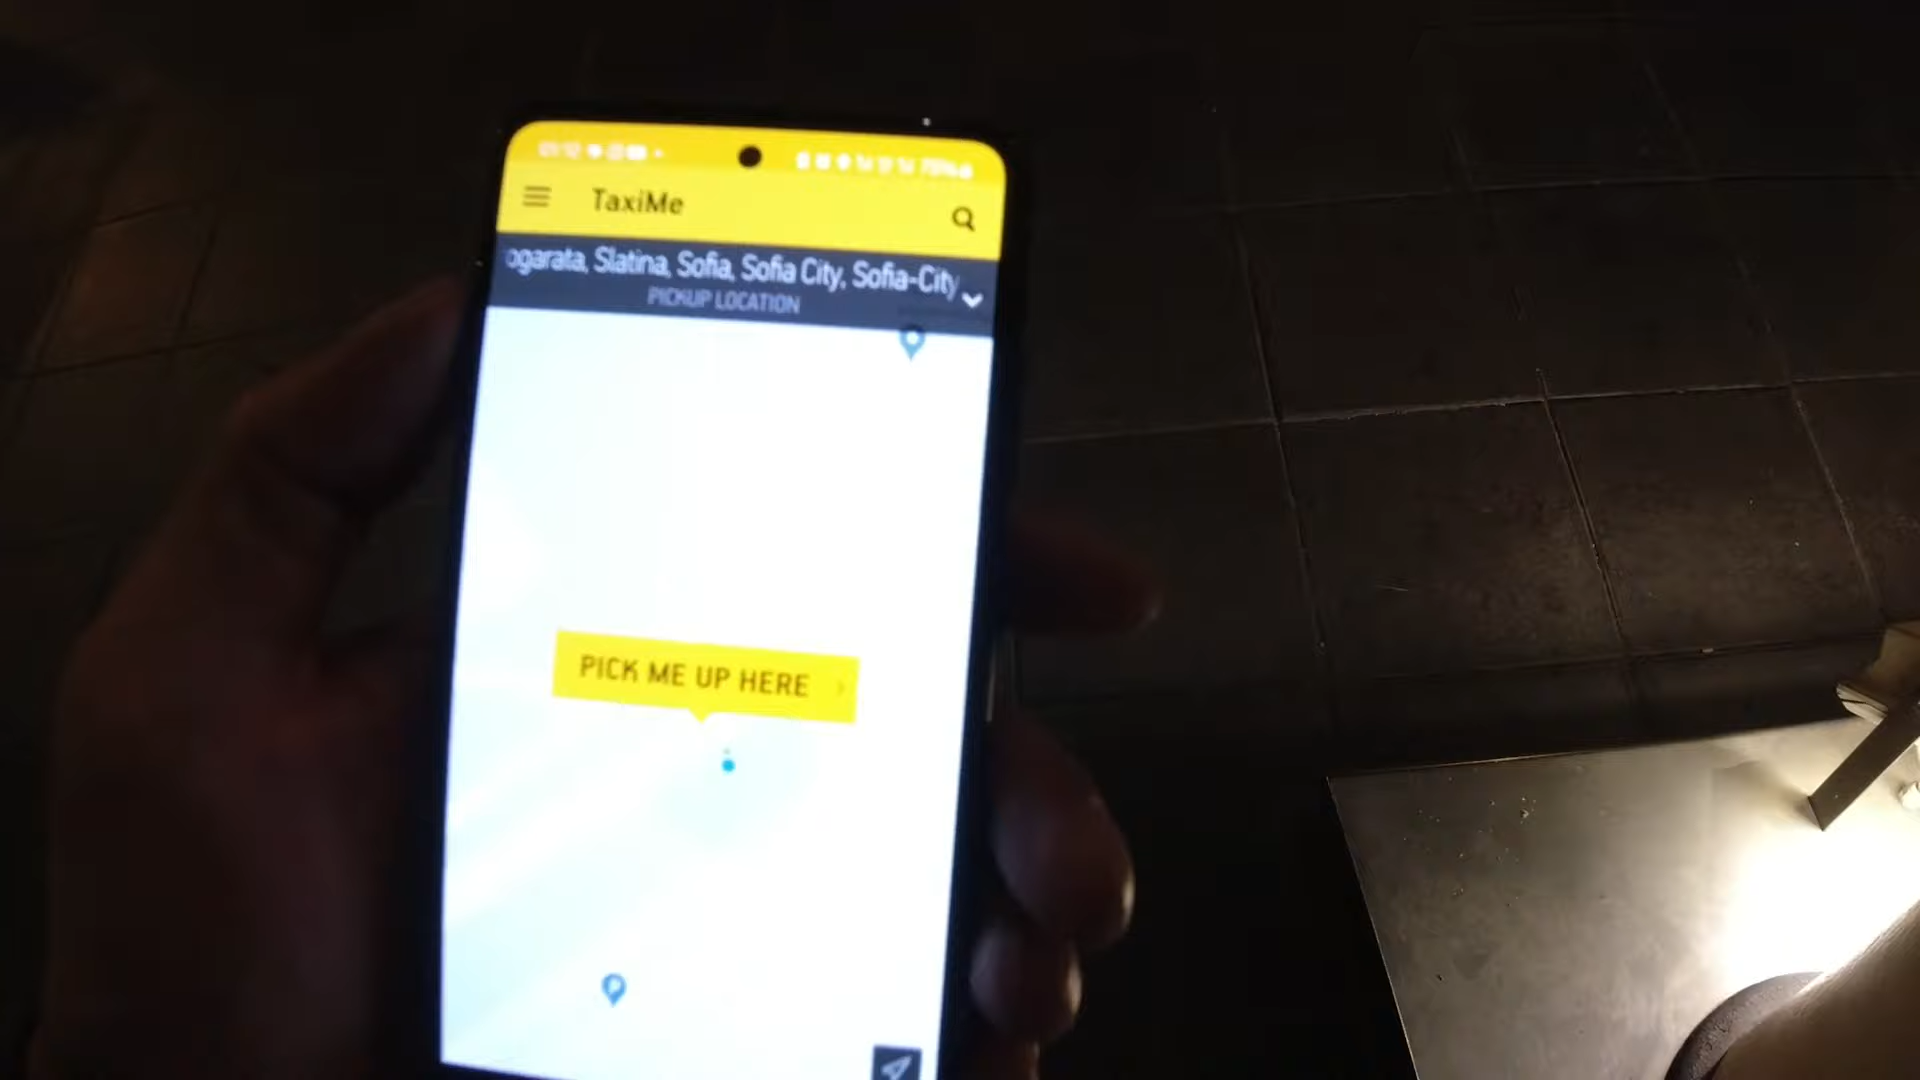 TaxiMe
ogarata, Slatina, Sofia, Sofia City, Sofia-City
PICKUP LOCATION
PICK ME UP HERE
P